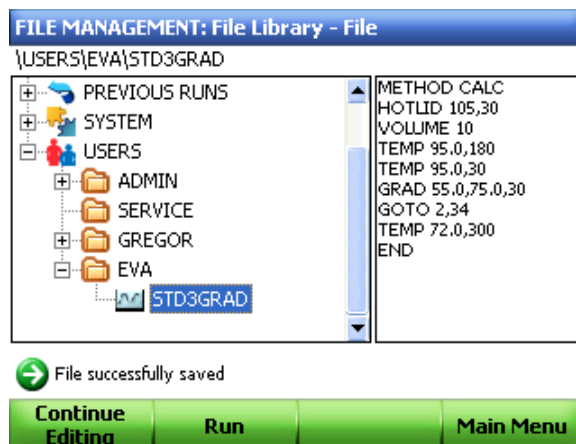 FILE MANAGEMENT: File Library - File
\USERS\EVA\STD3GRAD
PREVIOUS RUNS
SYSTEM
USERS
ADMIN
SERVICE
GREGOR
EVA
STD3GRAD
METHOD CALC
HOTLID 105,30
VOLUME 10
TEMP 95.0,180
TEMP 95.0,30
GRAD 55.0,75.0,30
GOTO 2,34
TEMP 72.0,300
END
File successfully saved
Continue
Editing
Run
Main Menu